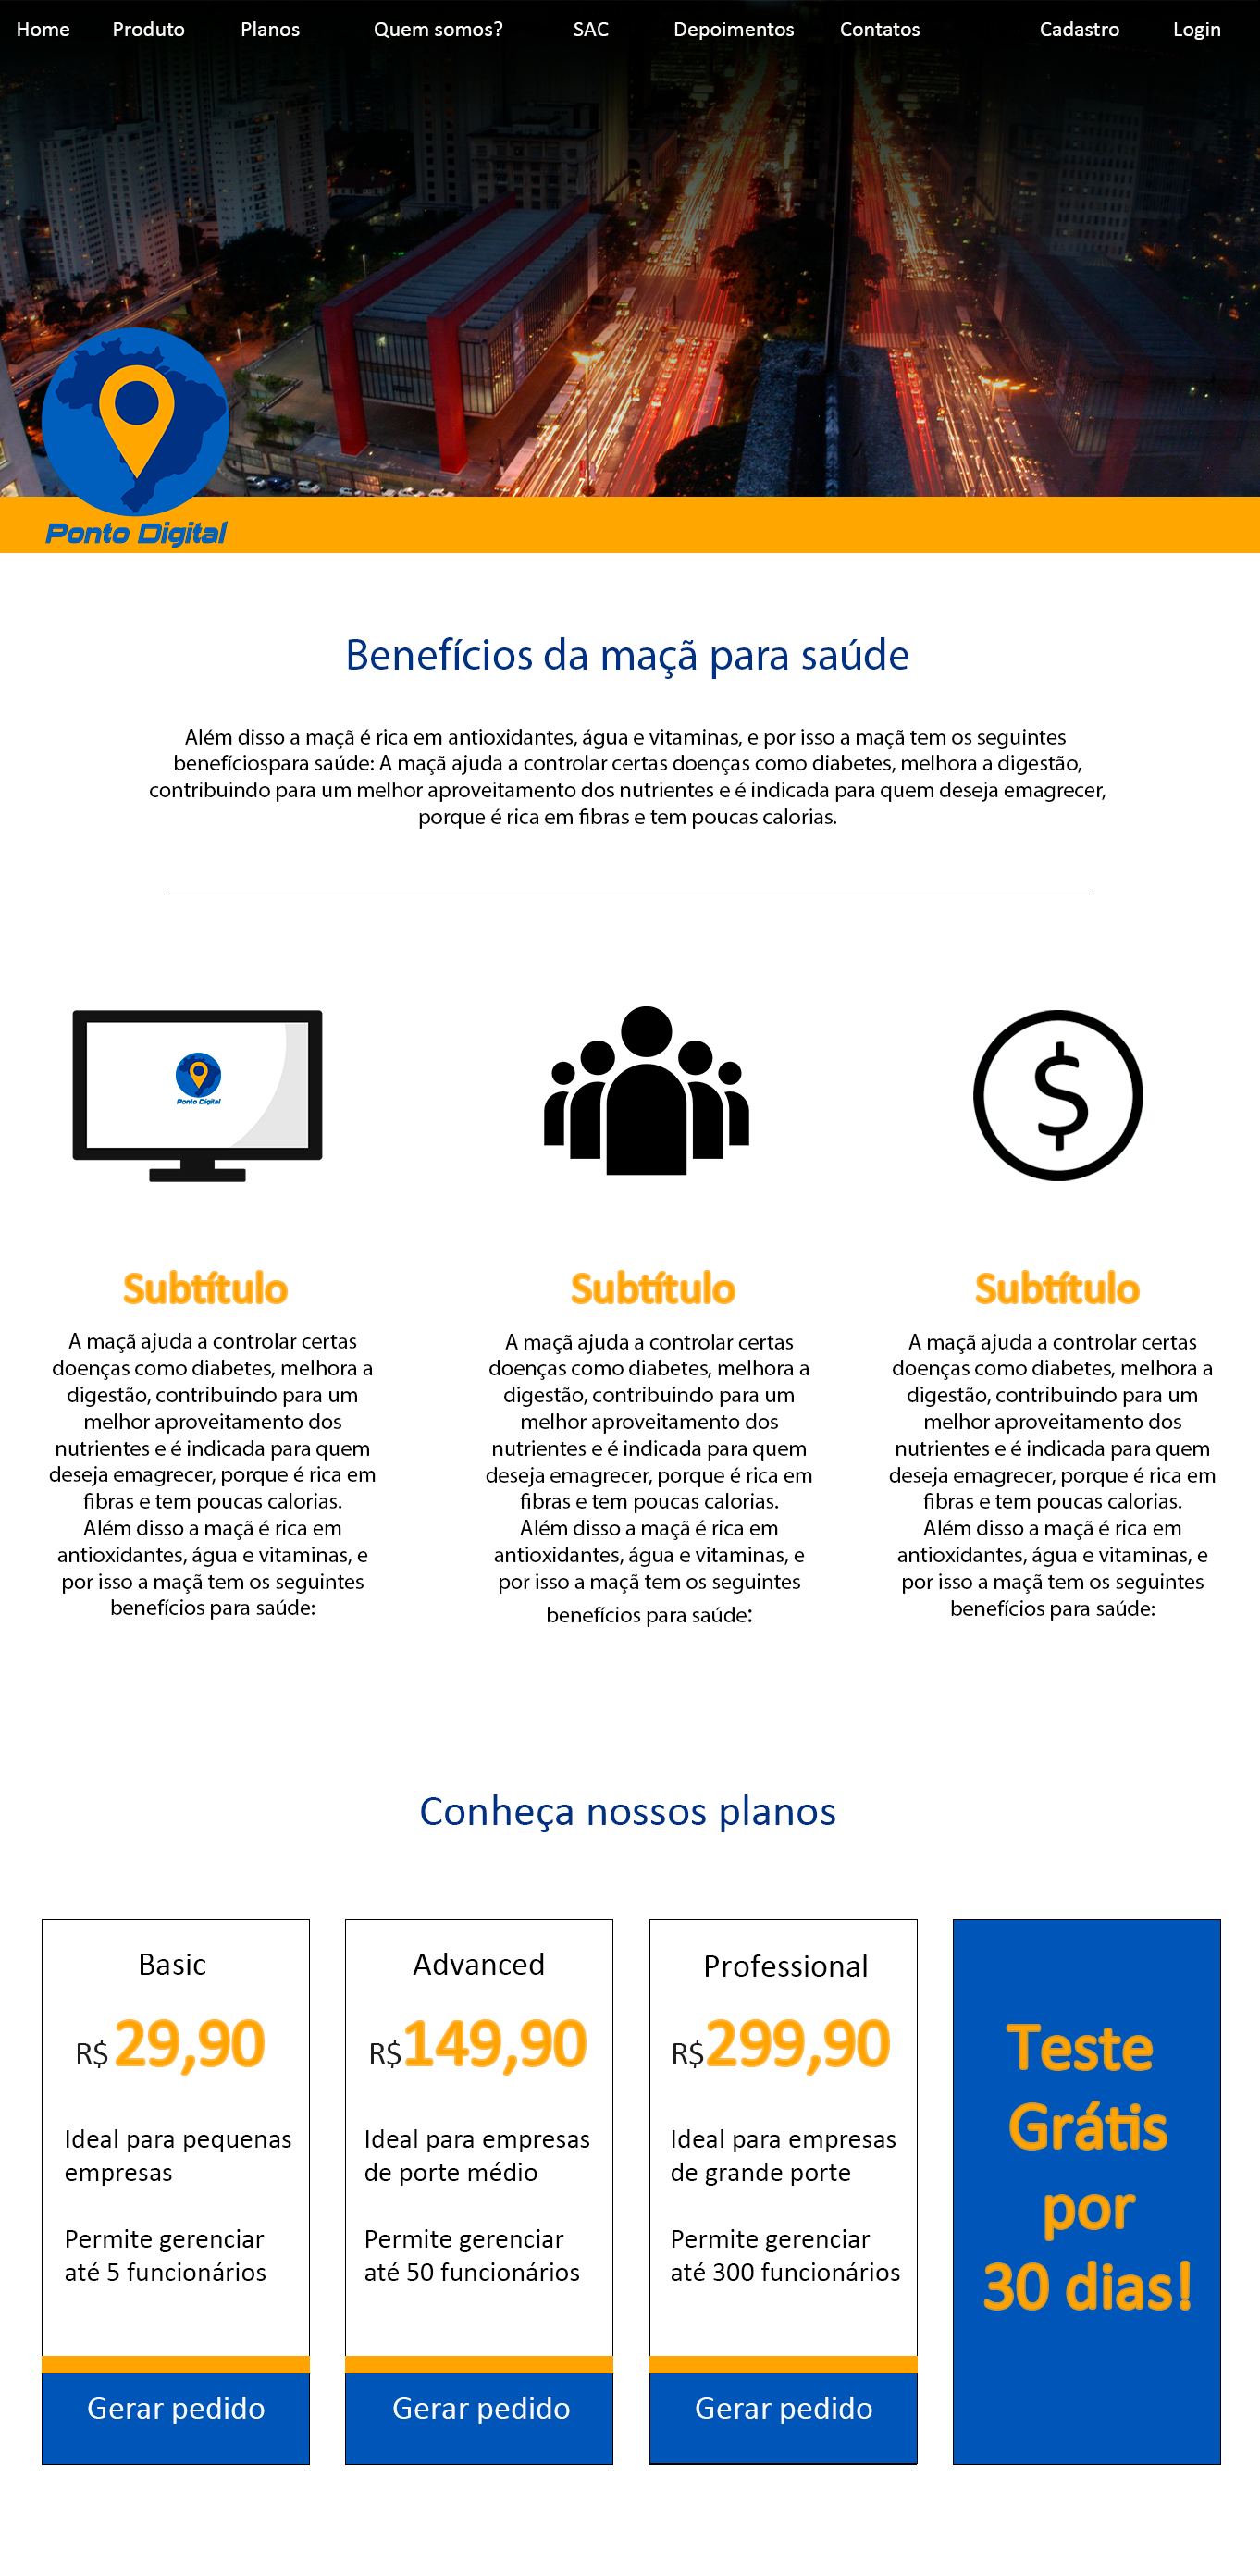 Home Produto Planos Quem somos? SAC Depoimentos Contatos Cadastro Login
Ponto Digital
Benefícios da maçã para saúde
Além disso a maçã é rica em antioxidantes, água e vitaminas, e por isso a maçã tem os seguintes
benefíciospara saúde: A maçã ajuda a controlar certas doenças como diabetes, melhora a digestão,
contribuindo para um melhor aproveitamento dos nutrientes e é indicada para quem deseja emagrecer,
porque é rica em fibras e tem poucas calorias.
Ponto Digital
$
Subtítulo
A maçã ajuda a controlar certas
doenças como diabetes, melhora a
digestão, contribuindo para um
melhor aproveitamento dos
nutrientes e é indicada para quem
deseja emagrecer, porque é rica em
fibras e tem poucas calorias.
Além disso a maçã é rica em
antioxidantes, água e vitaminas, e
por isso a maçã tem os seguintes
benefícios para saúde:
Subtítulo
A maçã ajuda a controlar certas
doenças como diabetes, melhora a
digestão, contribuindo para um
melhor aproveitamento dos
nutrientes e é indicada para quem
deseja emagrecer, porque é rica em
fibras e tem poucas calorias.
Além disso a maçã é rica em
antioxidantes, água e vitaminas, e
por isso a maçã tem os seguintes
benefícios para saúde:
Subtítulo
A maçã ajuda a controlar certas
doenças como diabetes, melhora a
digestão, contribuindo para um
melhor aproveitamento dos
nutrientes e é indicada para quem
deseja emagrecer, porque é rica em
fibras e tem poucas calorias.
Além disso a maçã é rica em
antioxidantes, água e vitaminas, e
por isso a maçã tem os seguintes
benefícios para saúde:
Conheça nossos planos
Basic
R$ 29,90
Ideal para pequenas
empresas
Permite gerenciar
até 5 funcionários
Gerar pedido
Advanced
R$149,90
Ideal para empresas
de porte médio
Permite gerenciar
até 50 funcionários
Gerar pedido
Professional
R$299,90
Ideal para empresas
de grande porte
Permite gerenciar
até 300 funcionários
Gerar pedido
Teste
Grátis
por
30 dias!